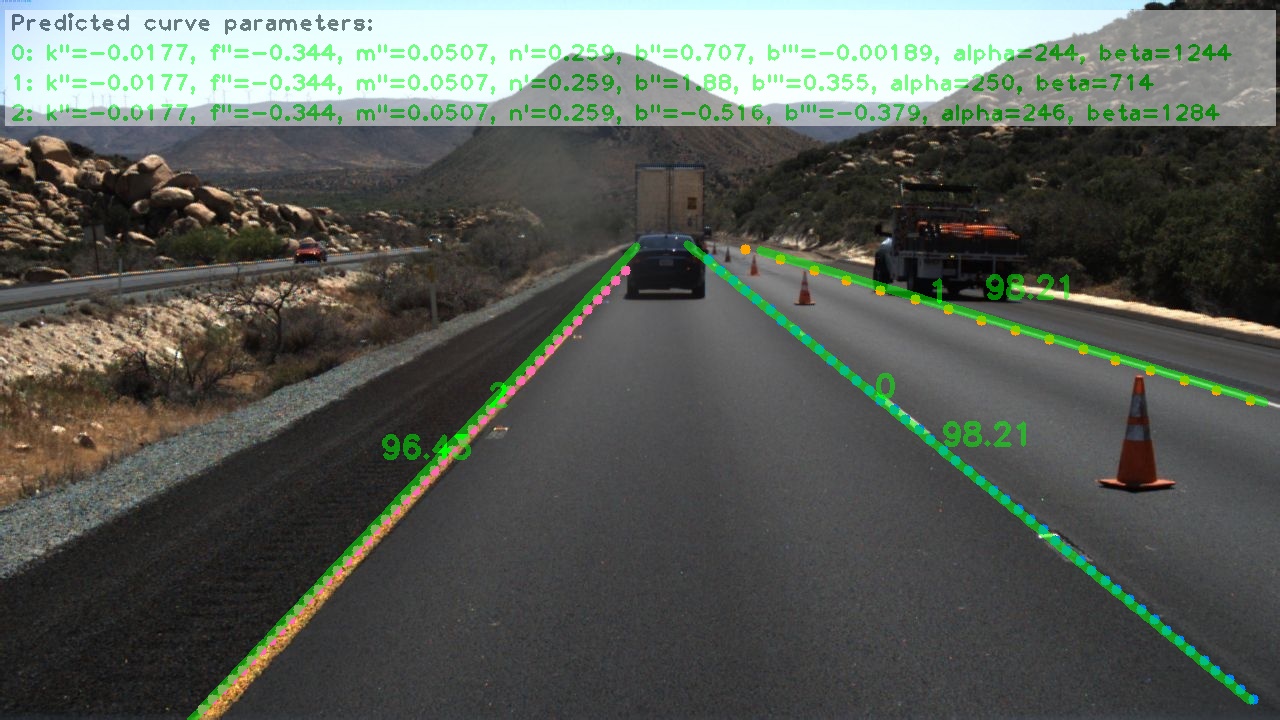 Predicted curve parameters:
0: k''=-0.0177, f''=-0.344, m''=0.0507, n'=0.259, b''=0.707, b'''=-0.00189, alpha=244, beta=1244
1: k''=-0.0177, f''=-0.344, m''=0.0507, n'=0.259, b''=1.88, b'''=0.355, alpha=250, beta=714
2: k''=-0.0177, f''=-0.344, m''=0.0507, n'=0.259, b''=-0.516, b'''=-0.379, alpha=246, beta=1284
1 98.21
2 0
96.43 98.21